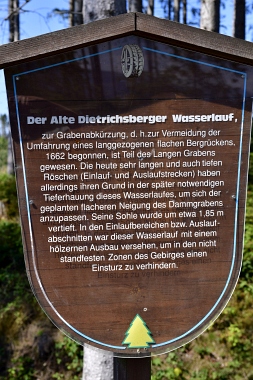 Der Alte Dietrichsberger Wasserlauf,
zur Grabenabkürzung, d. h.zur Vermeidung der
Umfahrung eines langgezogenen flachen Bergrückens,
1662 begonnen, ist Teil des Langen Grabens
gewesen. Die heute sehr langen und auch tiefen
Röschen (Einlauf- und Auslaufstrecken) haben
allerdings ihren Grund in der später notwendigen
Tieferhauung dieses Wasserlaufes, um sich der
geplanten flacheren Neigung des Dammgrabens
anzupassen. Seine Sohle wurde um etwa 1.85 m
vertieft. In den Einlaufbereichen bzw. Auslauf-
abschnitten war dieser Wasserlauf mit einem
hölzernen Ausbau versehen, um in den nicht
standfesten Zonen des Gebirges einen
Einsturz zu verhindern.